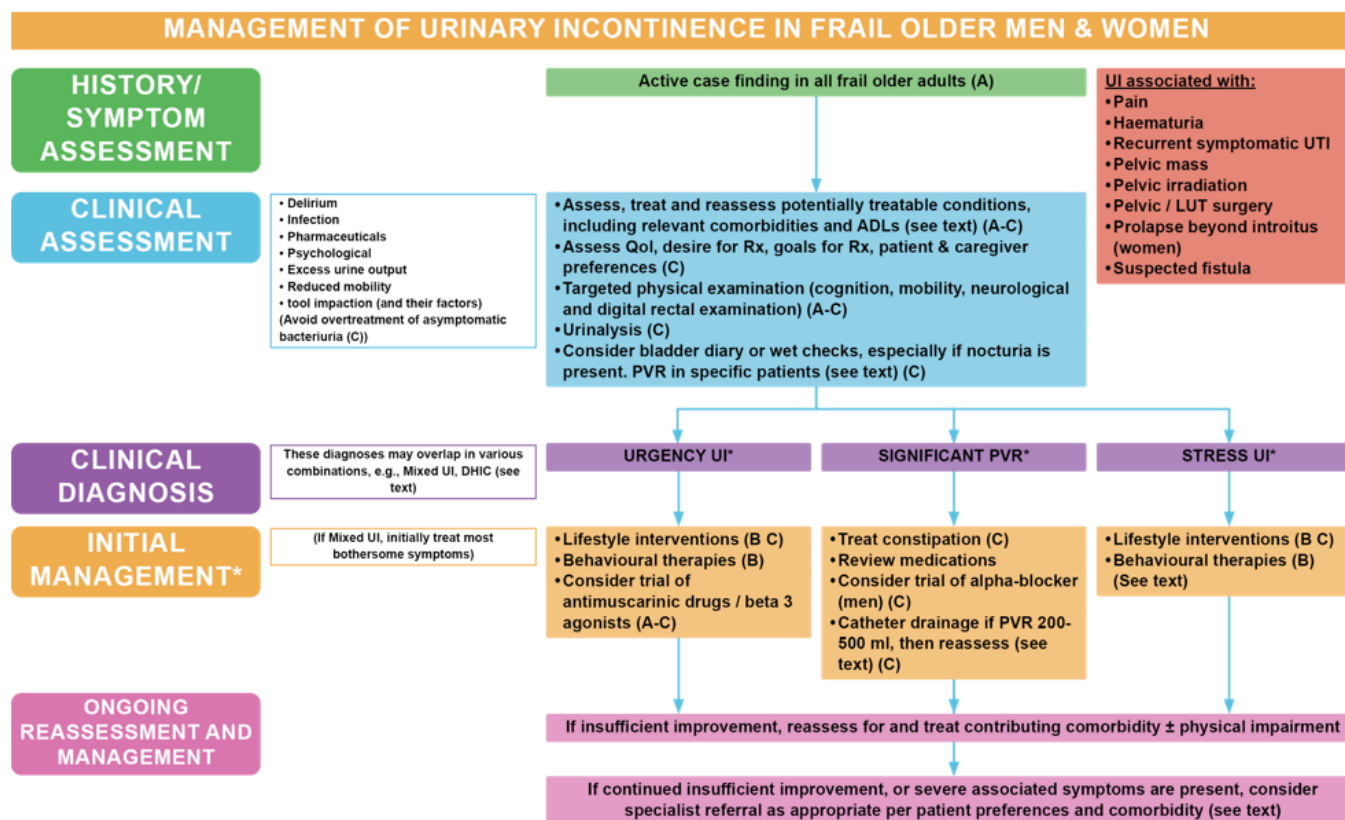 MANAGEMENT OF URINARY INCONTINENCE IN FRAIL OLDER MEN & WOMEN
HISTORY/
SYMPTOM
ASSESSMENT
Active case finding in all frail older adults (A)
UI associated with:
•Pain
•Haematuria
•Recurrent symptomatic UTI
•Pelvic mass
•Pelvic irradiation
•Pelvic / LUT surgery
•Prolapse beyond introitus
(women)
•Suspected fistula
CLINICAL
ASSESSMENT
• Delirium
• Infection
• Pharmaceuticals
• Psychological
• Excess urine output
• Reduced mobility
• tool impaction (and their factors)
(Avoid overtreatment of asymptomatic
bacteriuria (C))
•Assess, treat and reassess potentially treatable conditions,
including relevant comorbidities and ADLs (see text) (A-C)
•Assess Qol, desire for Rx, goals for Rx, patient & caregiver
preferences (C)
•Targeted physical examination (cognition, mobility, neurological
and digital rectal examination) (A-C)
•Urinalysis (C)
•Consider bladder diary or wet checks, especially if nocturia is
present. PVR in specific patients (see text) (C)
CLINICAL
DIAGNOSIS
These diagnoses may overlap in various
combinations, e.g., Mixed UI, DHIC (see
text)
URGENCY UI*
SIGNIFICANT PVR*
STRESS UI*
INITIAL
MANAGEMENT*
(If Mixed UI, initially treat most
bothersome symptoms)
•Lifestyle interventions (B C)
•Behavioural therapies (B)
•Consider trial of
antimuscarinic drugs / beta 3
agonists (A-C)
•Treat constipation (C)
•Review medications
•Consider trial of alpha-blocker
(men) (C)
•Catheter drainage if PVR 200-
500 ml, then reassess (see
text) (C)
•Lifestyle interventions (B C)
•Behavioural therapies (B)
(See text)
ONGOING
REASSESSMENT AND
MANAGEMENT
If insufficient improvement, reassess for and treat contributing comorbidity ± physical impairment
If continued insufficient improvement, or severe associated symptoms are present, consider
specialist referral as appropriate per patient preferences and comorbidity (see text)